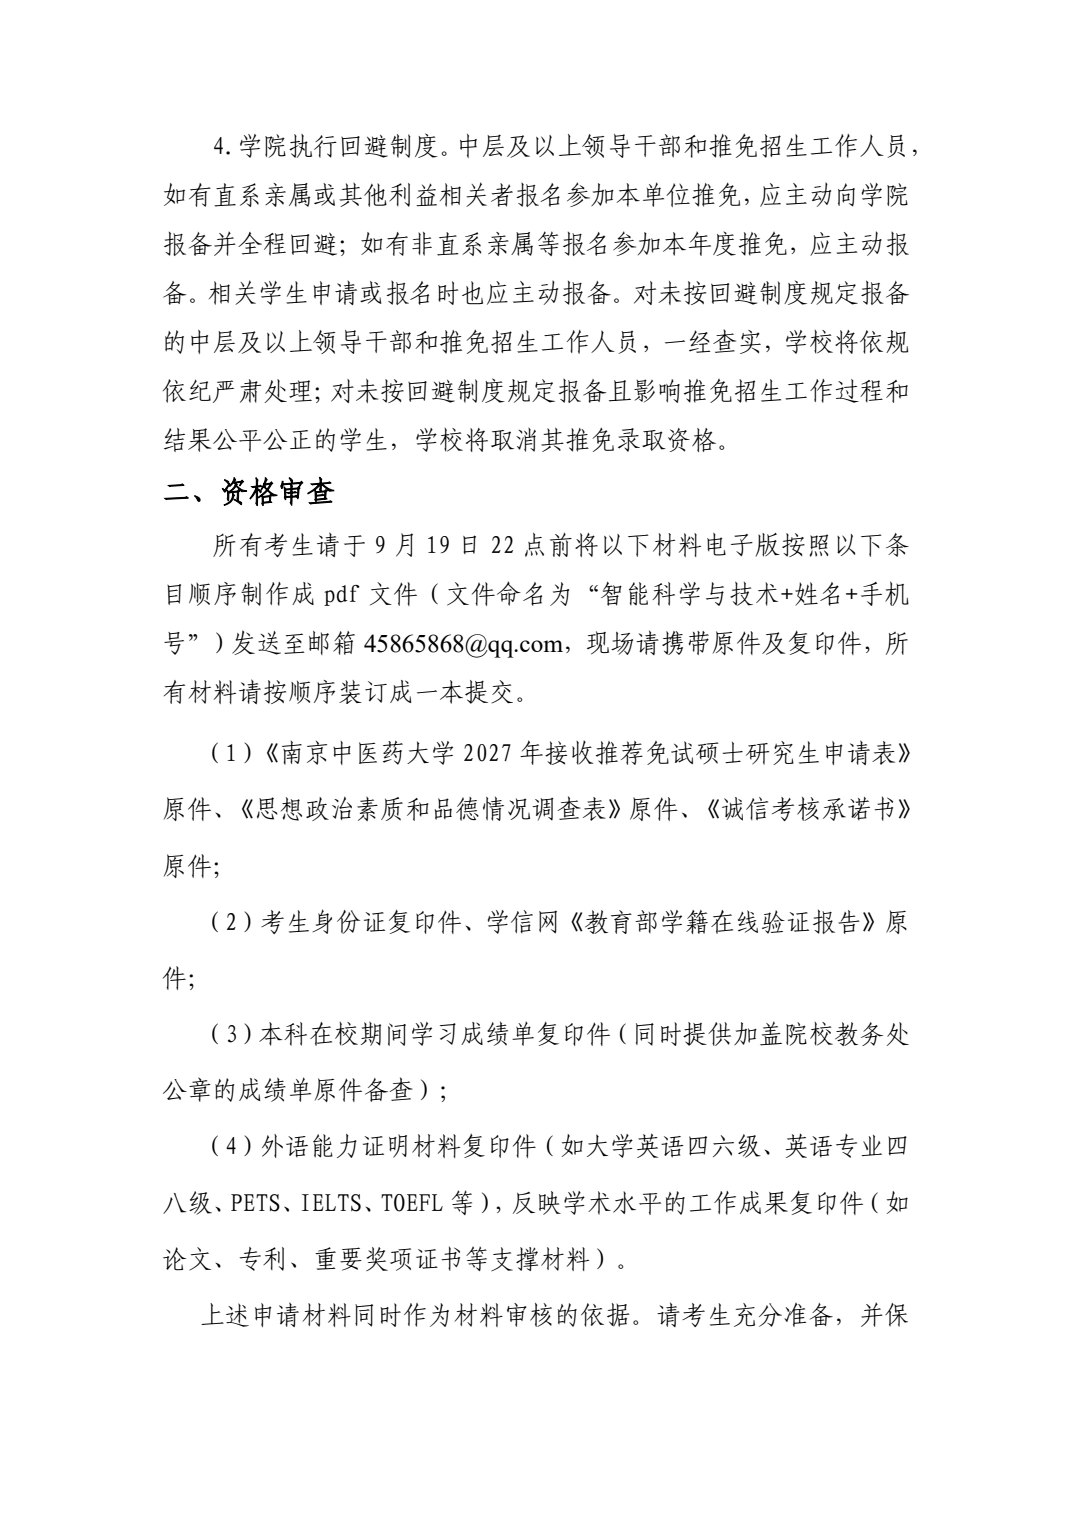 4.学院执行回避制度。中层及以上领导干部和推免招生工作人员，
如有直系亲属或其他利益相关者报名参加本单位推免，应主动向学院
报备并全程回避；如有非直系亲属等报名参加本年度推免，应主动报
备。相关学生申请或报名时也应主动报备。对未按回避制度规定报备
的中层及以上领导干部和推免招生工作人员，一经查实，学校将依规
依纪严肃处理；对未按回避制度规定报备且影响推免招生工作过程和
结果公平公正的学生，学校将取消其推免录取资格。
二、资格审查
所有考生请于 9 月 19 日 22 点前将以下材料电子版按照以下条
目顺序制作成 pdf 文件（文件命名为“智能科学与技术+姓名+手机
号”）发送至邮箱 45865868@qq.com，现场请携带原件及复印件，所
有材料请按顺序装订成一本提交。
（1）《南京中医药大学 2027 年接收推荐免试硕士研究生申请表》
原件、《思想政治素质和品德情况调查表》原件、《诚信考核承诺书》
原件；
（2）考生身份证复印件、学信网《教育部学籍在线验证报告》原
件；
（3）本科在校期间学习成绩单复印件（同时提供加盖院校教务处
公章的成绩单原件备查）；
（4）外语能力证明材料复印件（如大学英语四六级、英语专业四
八级、PETS、IELTS、TOEFL 等），反映学术水平的工作成果复印件（如
论文、专利、重要奖项证书等支撑材料）。
上述申请材料同时作为材料审核的依据。请考生充分准备，并保